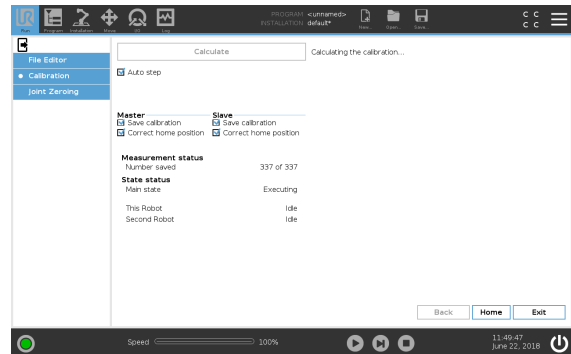 PROGRAM <unnamed>
INSTALLATION default*
Run Program Installation Move I/O Log
New... Open... Save...
C C
C C
File Editor
Calibration
Joint Zeroing
Calculate
Calculating the calibration...
Auto step
Master Slave
Save calibration Save calibration
Correct home position Correct home position
Measurement status
Number saved 337 of 337
State status
Main state Executing
This Robot Idle
Second Robot Idle
Back Home Exit
Speed 100%
11:49:47
June 22, 2018